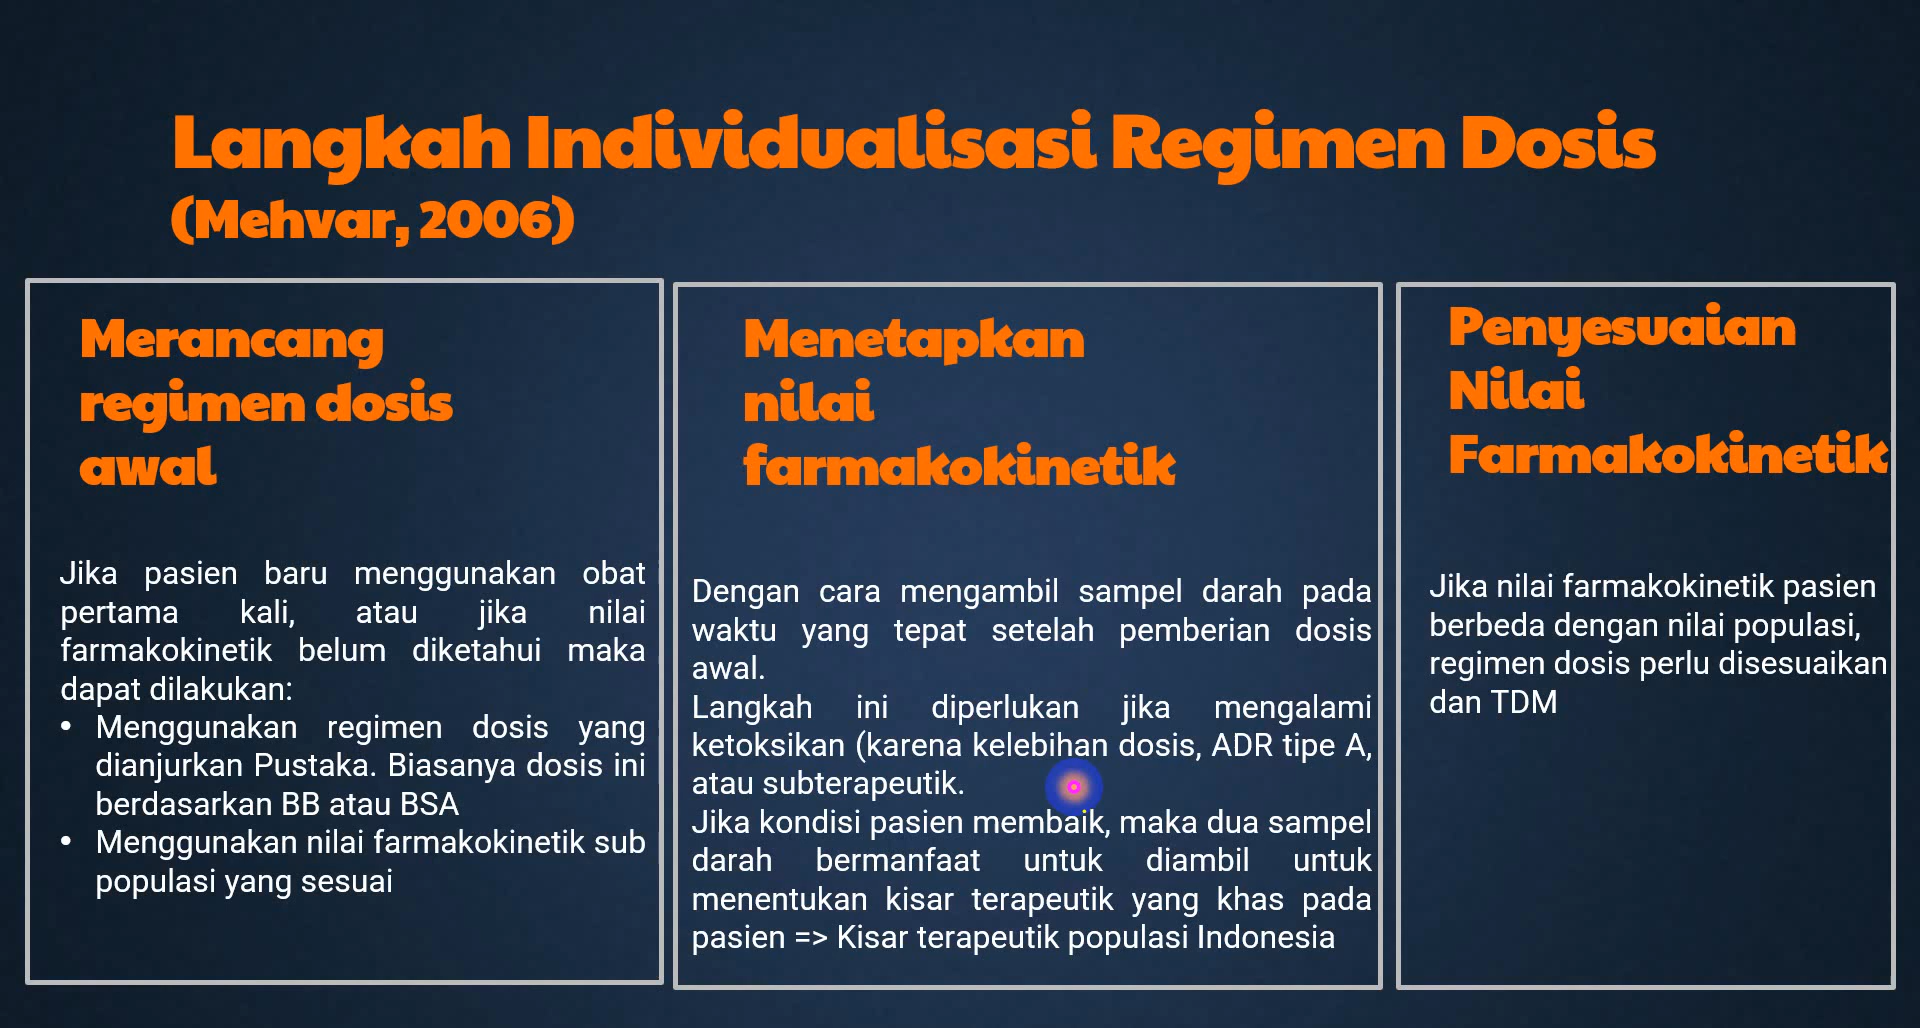 Langkah Individualisasi Regimen Dosis
(Mehvar, 2006)
Merancang
regimen dosis
awal
Jika pasien baru menggunakan obat
pertama kali, atau jika nilai
farmakokinetik belum diketahui maka
dapat dilakukan:
• Menggunakan regimen dosis yang
dianjurkan Pustaka. Biasanya dosis ini
berdasarkan BB atau BSA
• Menggunakan nilai farmakokinetik sub
populasi yang sesuai
Menetapkan
nilai
farmakokinetik
Dengan cara mengambil sampel darah pada
waktu yang tepat setelah pemberian dosis
awal.
Langkah ini diperlukan jika mengalami
ketoksikan (karena kelebihan dosis, ADR tipe A,
atau subterapeutik.
Jika kondisi pasien membaik, maka dua sampel
darah bermanfaat untuk diambil untuk
menentukan kisar terapeutik yang khas pada
pasien => Kisar terapeutik populasi Indonesia
Penyesuaian
Nilai
Farmakokinetik
Jika nilai farmakokinetik pasien
berbeda dengan nilai populasi,
regimen dosis perlu disesuaikan
dan TDM